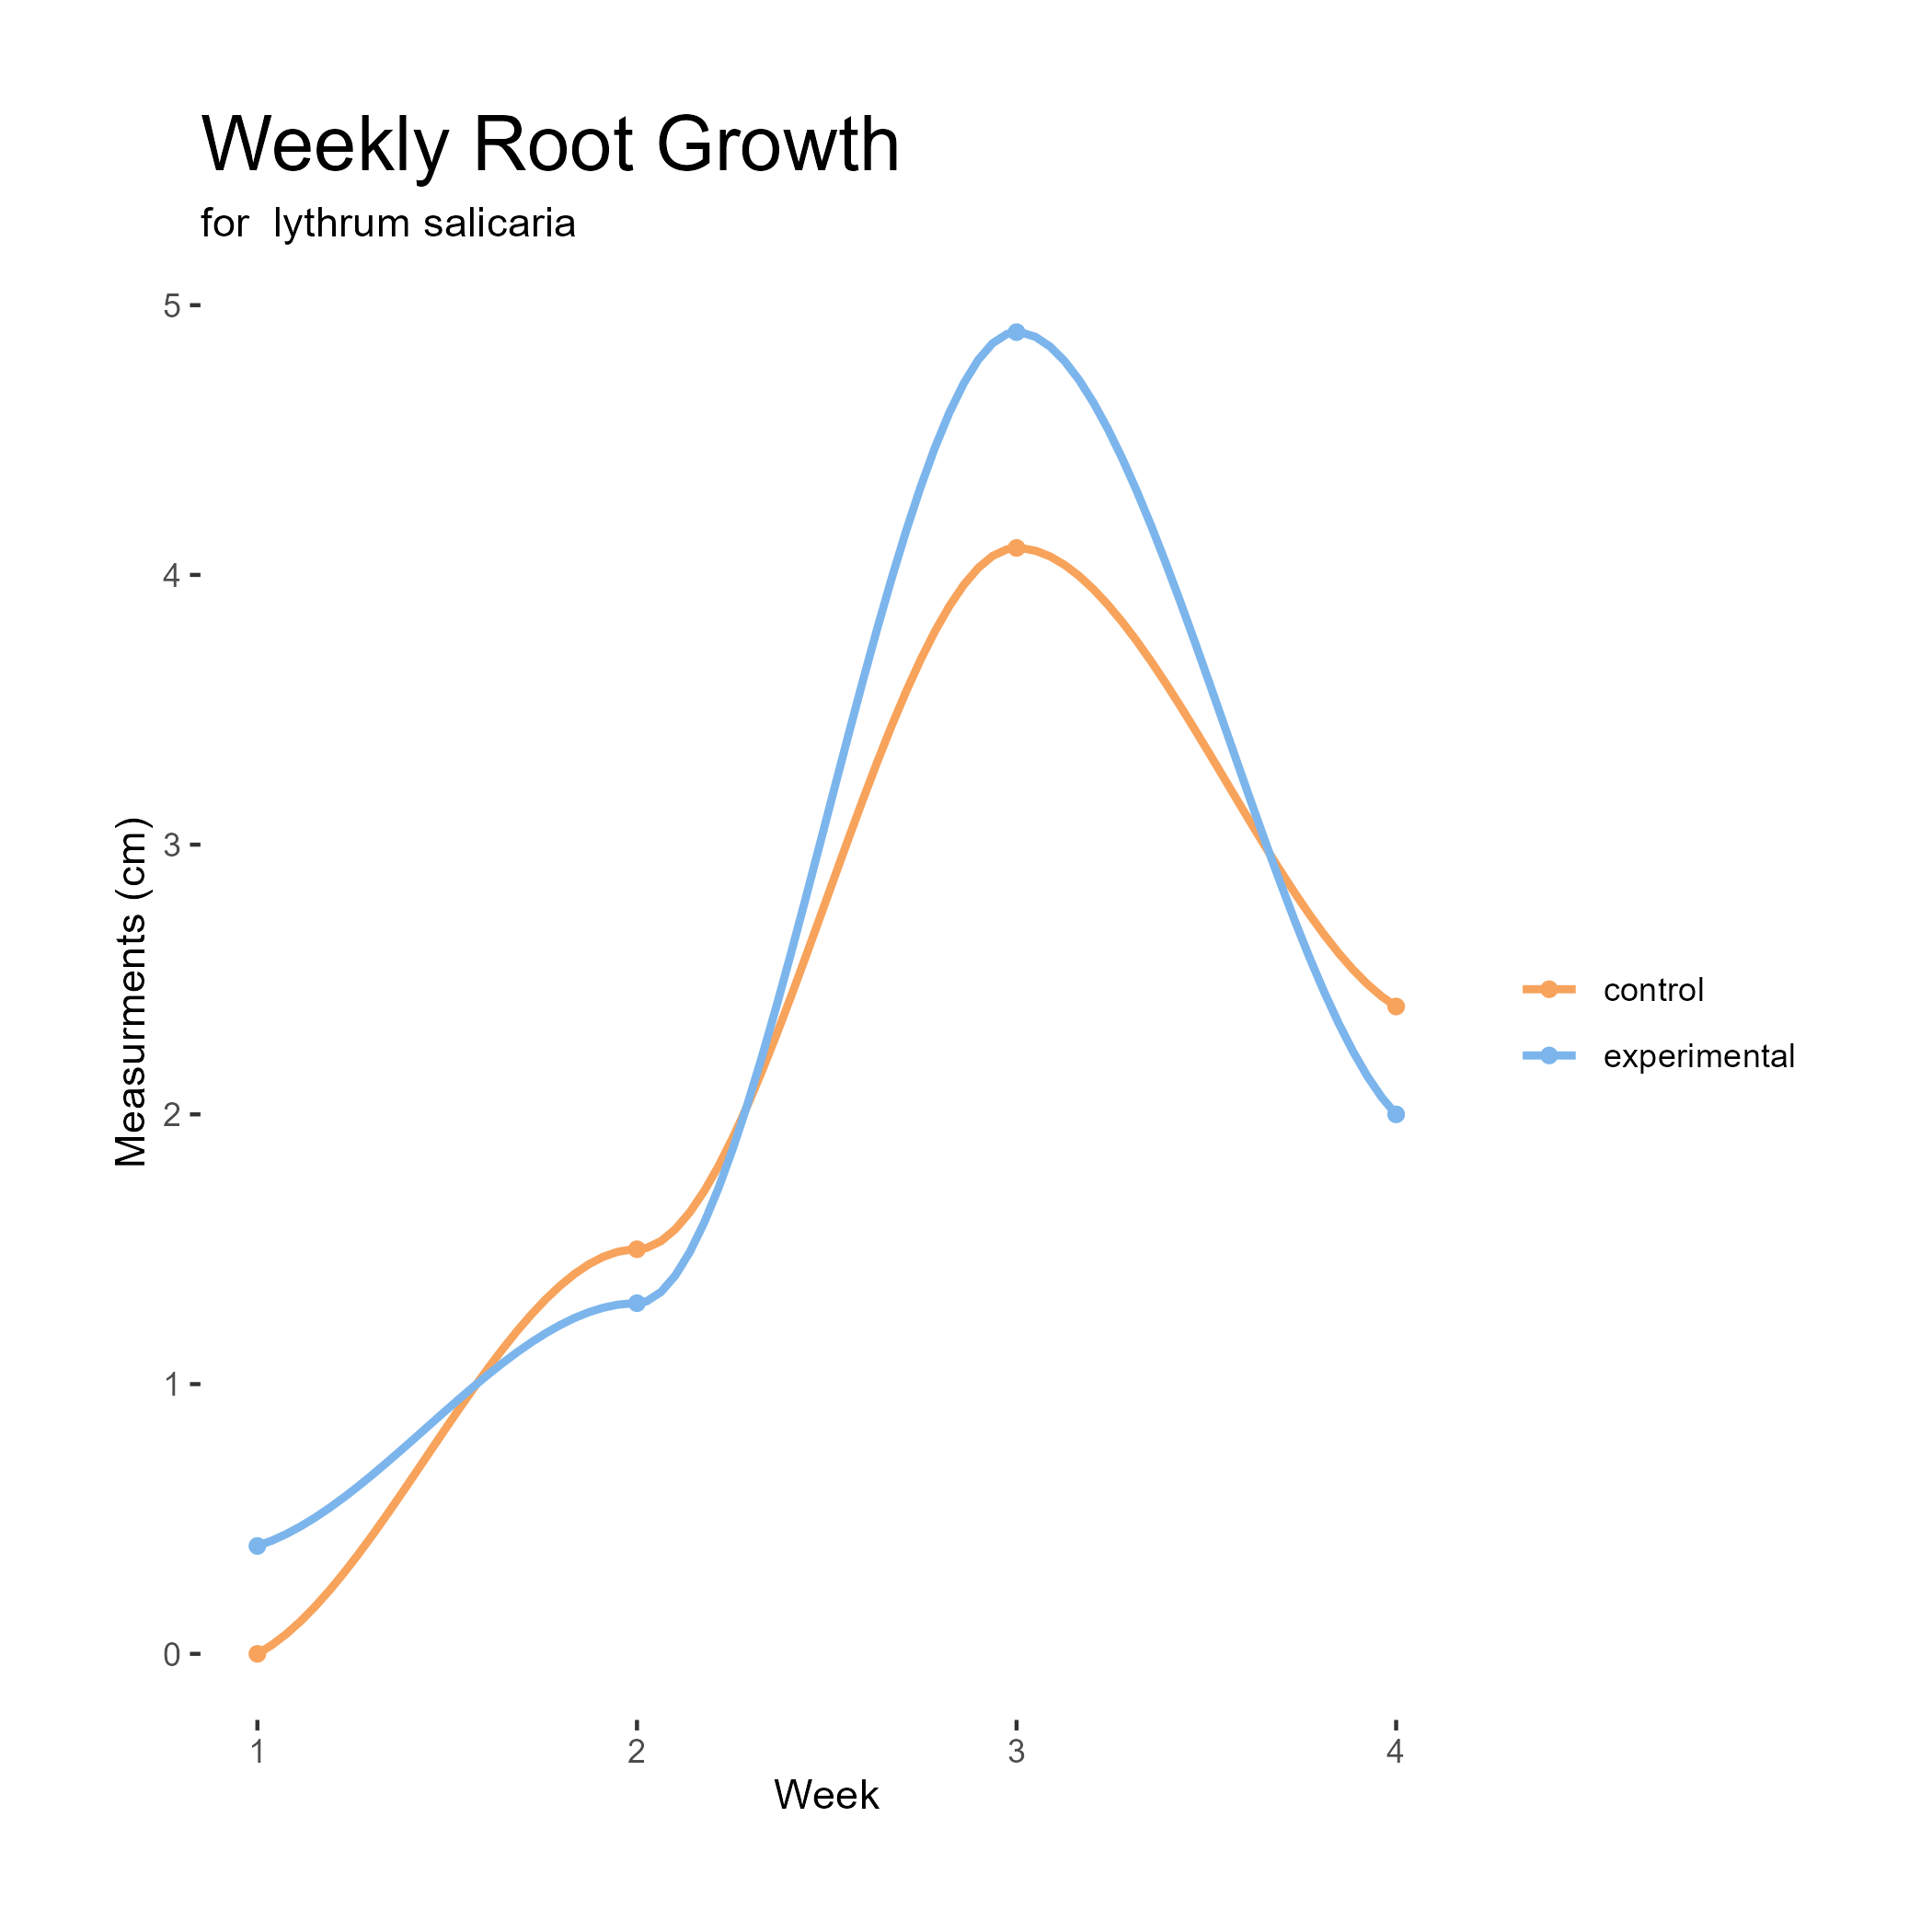 Weekly Root Growth
for  lythrum salicaria
5
4
3
2
1
0
Measurments (cm)
1 2 3 4
Week
control
experimental